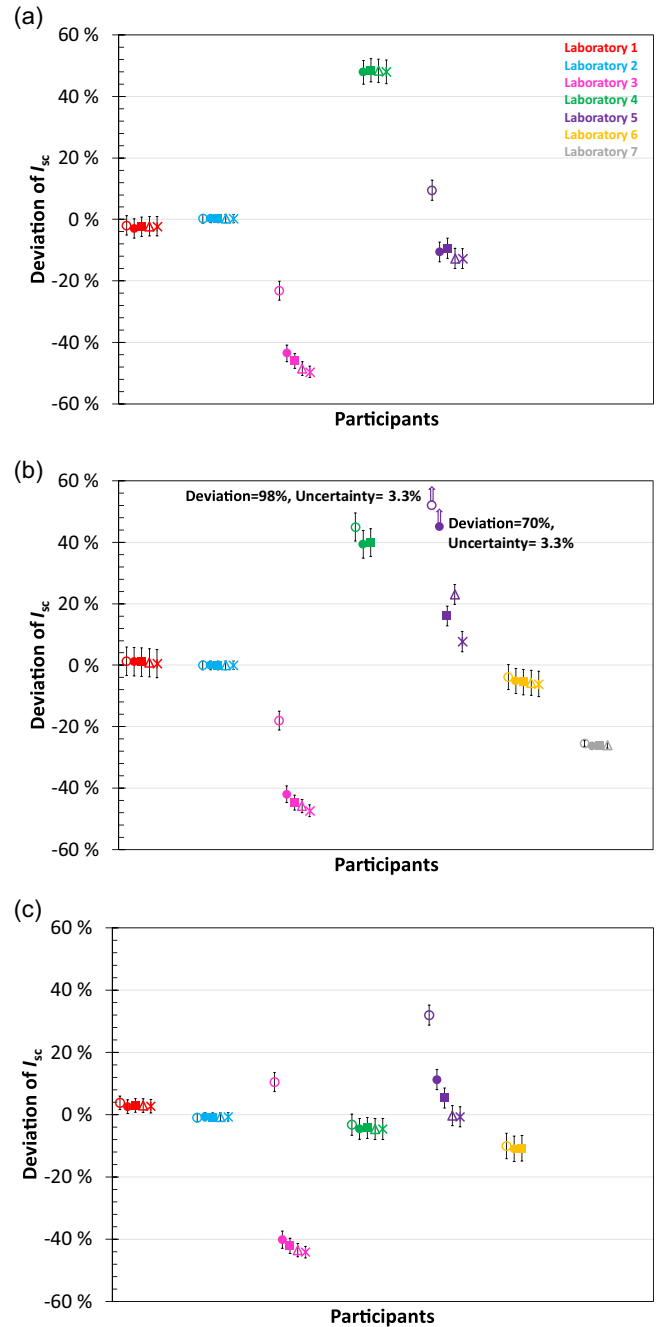 (a)
60 %
40 %
20 %
0 %
-20 %
-40 %
-60 %
Deviation of Isc
Participants
Laboratory 1
Laboratory 2
Laboratory 3
Laboratory 4
Laboratory 5
Laboratory 6
Laboratory 7
(b)
60 %
40 %
20 %
0 %
-20 %
-40 %
-60 %
Deviation of Isc
Deviation=98%, Uncertainty= 3.3%
Deviation=70%,
Uncertainty= 3.3%
Participants
(c)
60 %
40 %
20 %
0 %
-20 %
-40 %
-60 %
Deviation of Isc
Participants